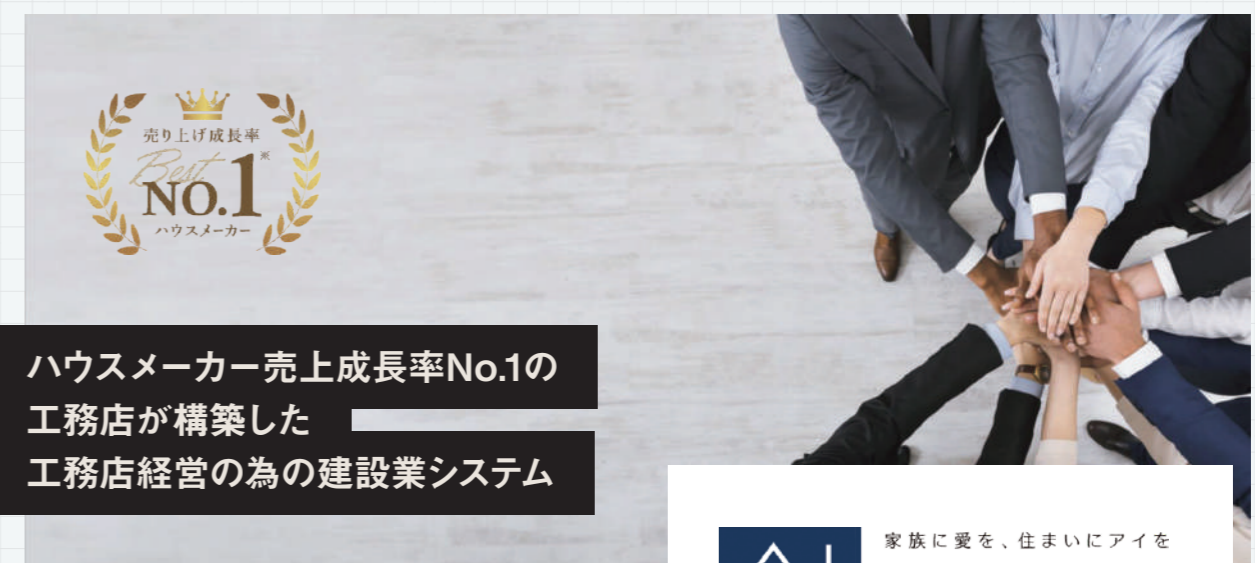 売り上げ成長率
Best
NO.1※
ハウスメーカー
ハウスメーカー売上成長率No.1の
工務店が構築した
工務店経営の為の建設業システム
家族に愛を、住まいにアイを